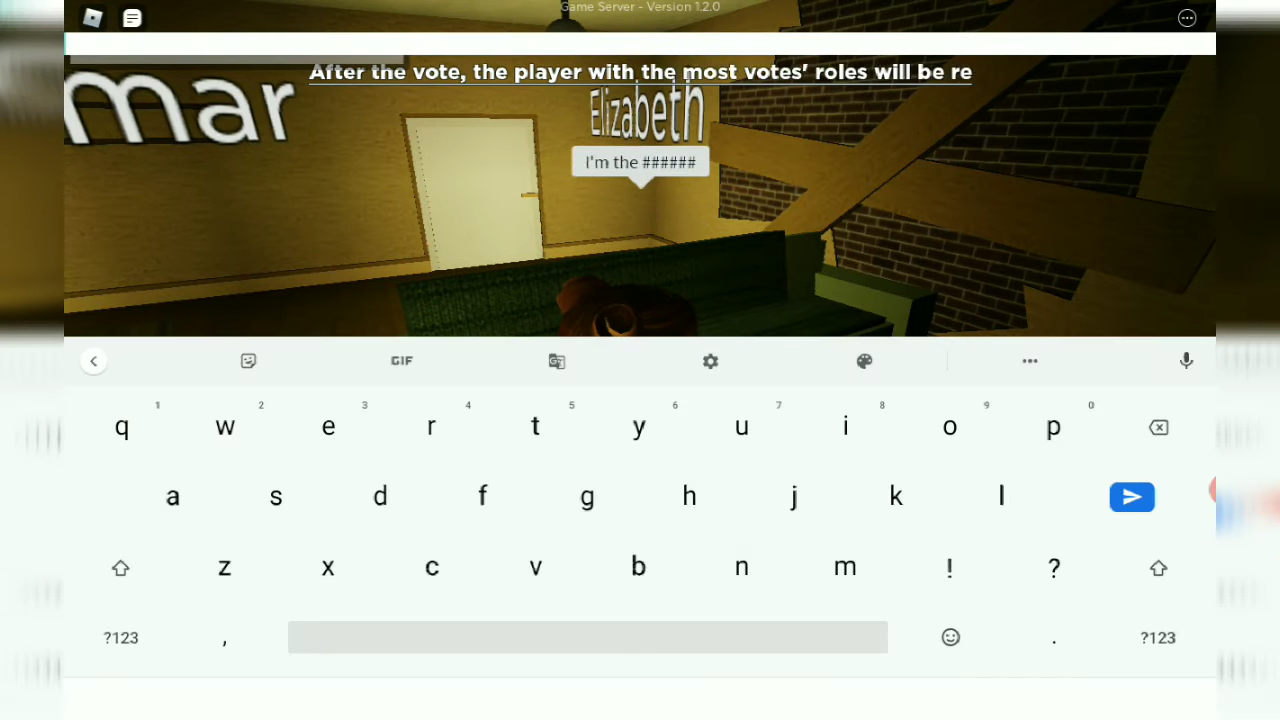 Game Server - Version 1.2.0
After the vote, the player with the most votes' roles will be re
mar
Elizabeth
I'm the ######
GIF
1 2 3 4 5 6 7 8 9 0
q w e r t y u i o p
a s d f g h j k l
z x c v b n m ! ?
?123 , . ?123